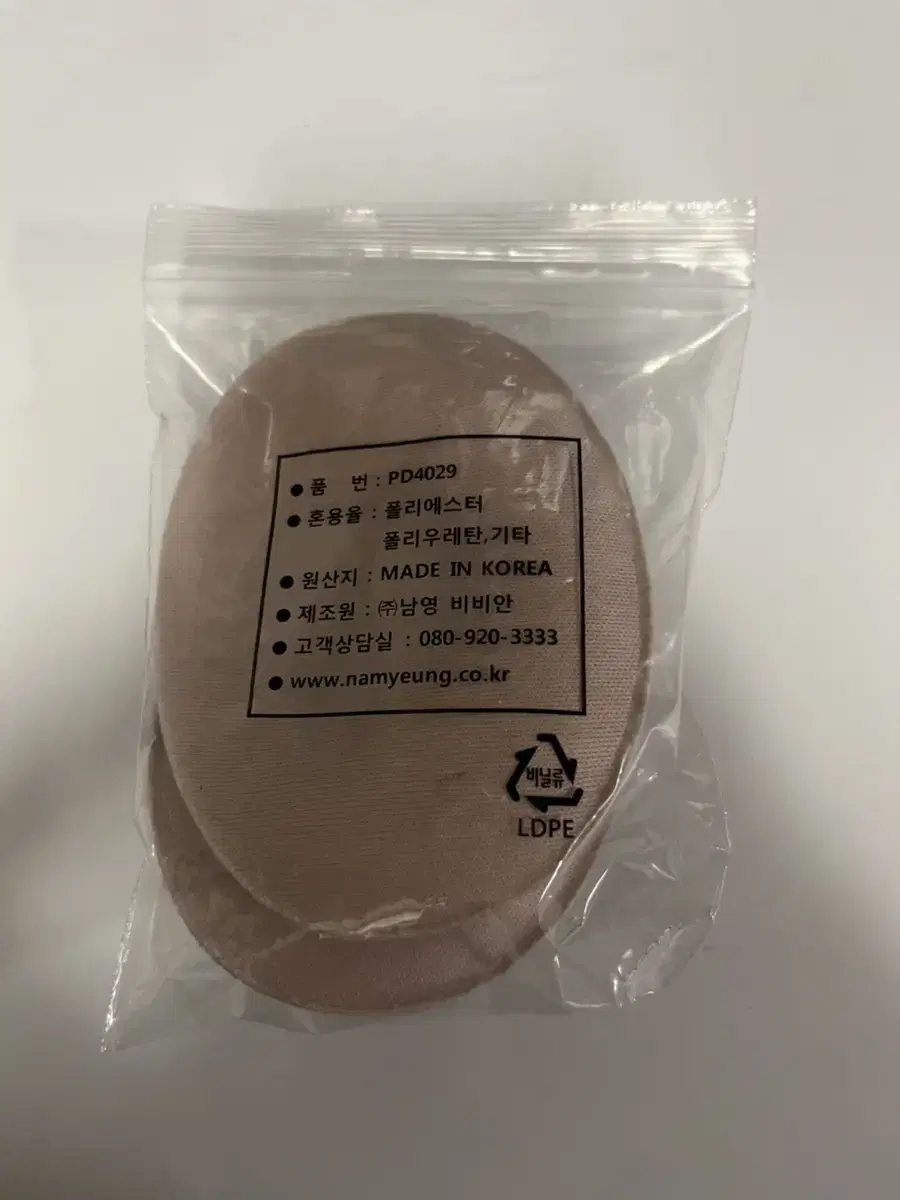 ● 품 번 : PD4029
● 혼용율 : 폴리에스터
폴리우레탄,기타
● 원산지 : MADE IN KOREA
● 제조원 : ㈜남영 비비안
● 고객상담실 : 080-920-3333
● www.namyeung.co.kr
비닐류
LDPE